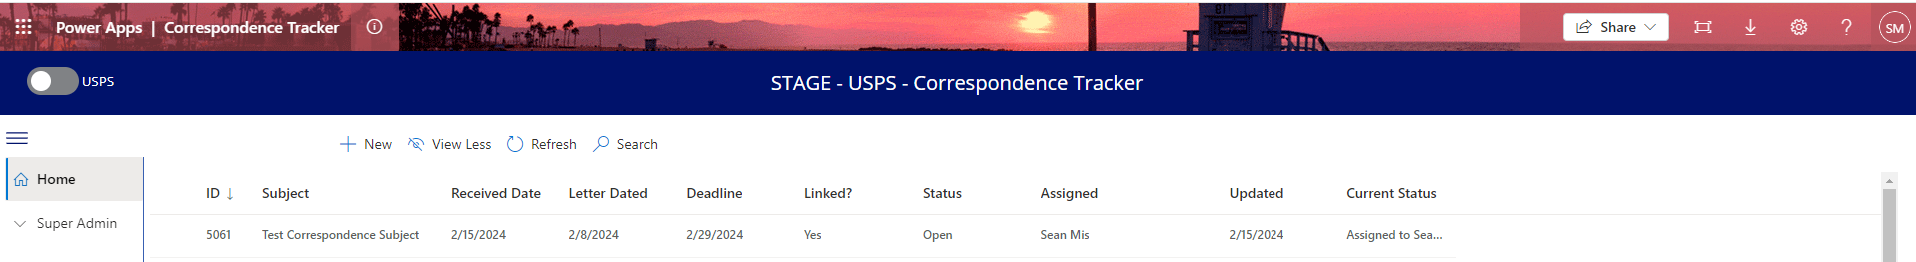 Power Apps | Correspondence Tracker
Share
SM
USPS
STAGE - USPS - Correspondence Tracker
New View Less Refresh Search
Home
Super Admin
ID Subject Received Date Letter Dated Deadline Linked? Status Assigned Updated Current Status
5061 Test Correspondence Subject 2/15/2024 2/8/2024 2/29/2024 Yes Open Sean Mis 2/15/2024 Assigned to Sea...